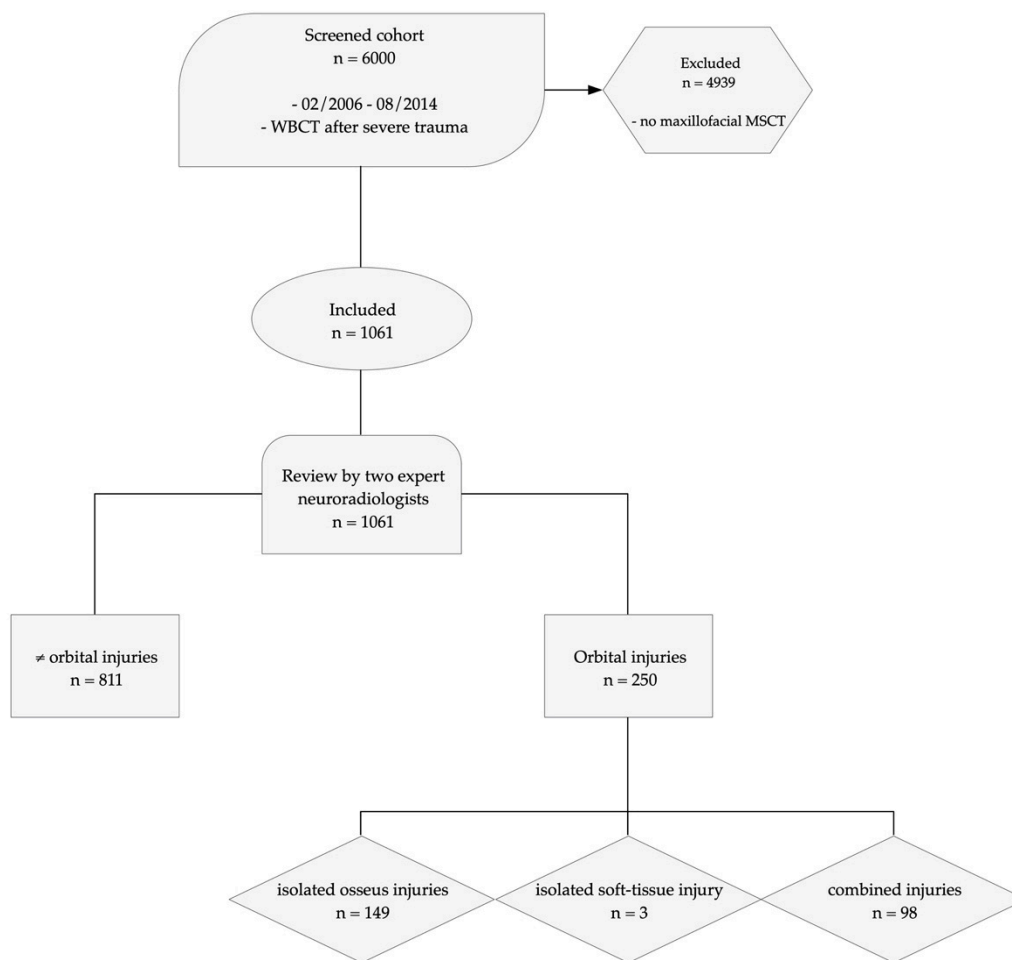 Screened cohort
n = 6000
- 02/2006 - 08/2014
- WBCT after severe trauma
Excluded
n = 4939
- no maxillofacial MSCT
Included
n = 1061
Review by two expert
neuroradiologists
n = 1061
≠ orbital injuries
n = 811
Orbital injuries
n = 250
isolated osseus injuries
n = 149
isolated soft-tissue injury
n = 3
combined injuries
n = 98